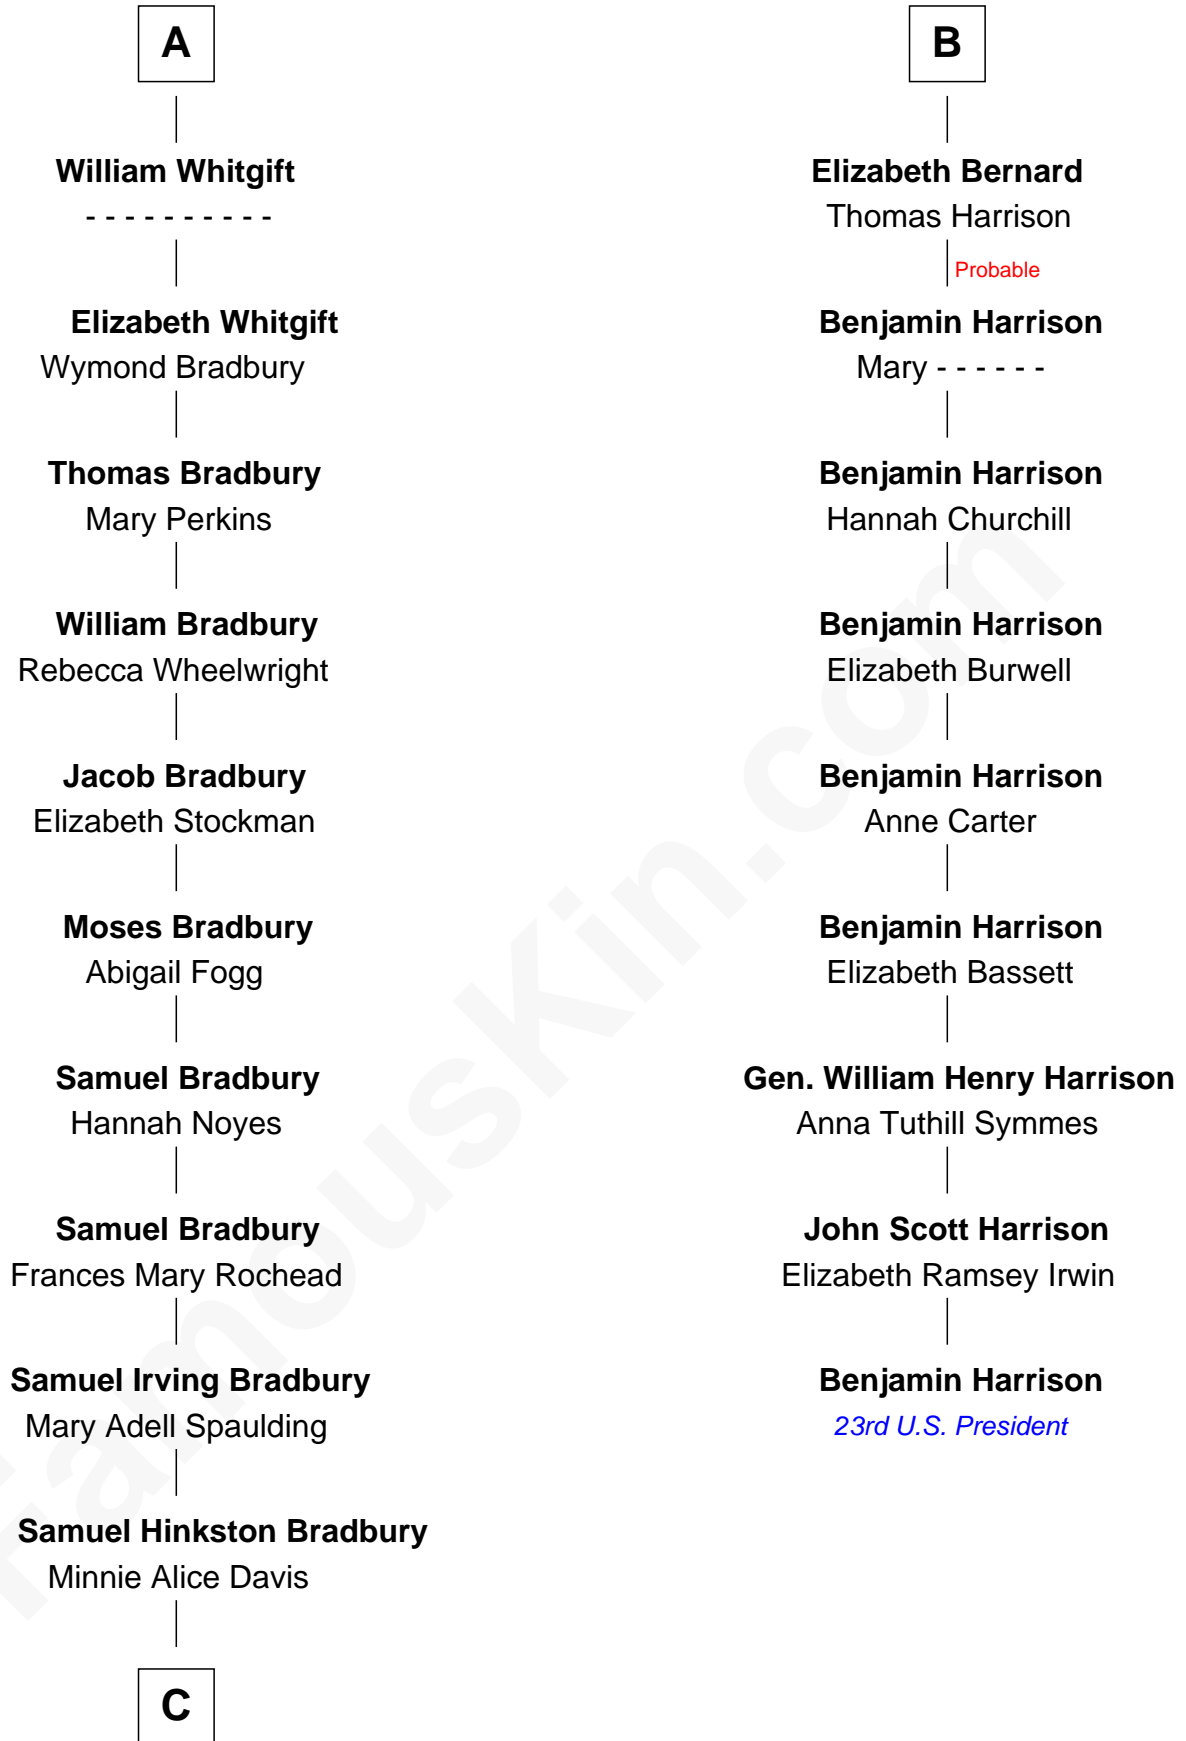 A
William Whitgift
- - - - - - - - - -
Elizabeth Whitgift
Wymond Bradbury
Thomas Bradbury
Mary Perkins
William Bradbury
Rebecca Wheelwright
Jacob Bradbury
Elizabeth Stockman
Moses Bradbury
Abigail Fogg
Samuel Bradbury
Hannah Noyes
Samuel Bradbury
Frances Mary Rochead
Samuel Irving Bradbury
Mary Adell Spaulding
Samuel Hinkston Bradbury
Minnie Alice Davis
C
B
Elizabeth Bernard
Thomas Harrison
Probable
Benjamin Harrison
Mary - - - - - -
Benjamin Harrison
Hannah Churchill
Benjamin Harrison
Elizabeth Burwell
Benjamin Harrison
Anne Carter
Benjamin Harrison
Elizabeth Bassett
Gen. William Henry Harrison
Anna Tuthill Symmes
John Scott Harrison
Elizabeth Ramsey Irwin
Benjamin Harrison
23rd U.S. President
FamousKin.com